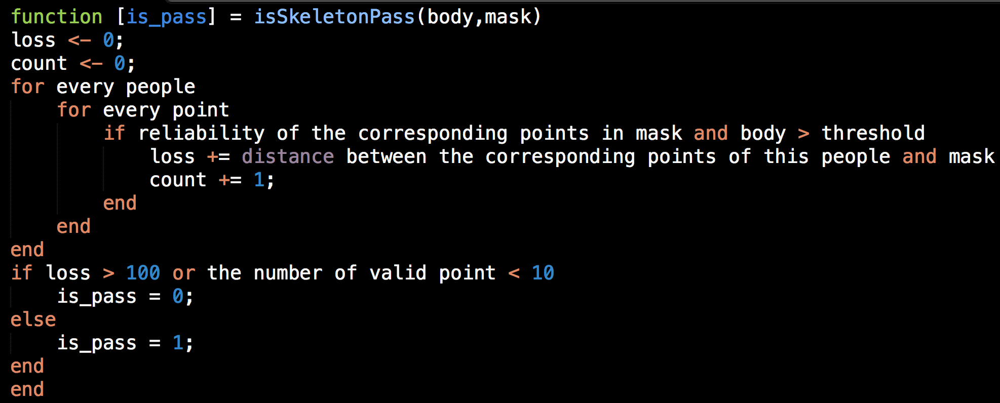 function [is_pass] = isSkeletonPass(body,mask)
loss <- 0;
count <- 0;
for every people
    for every point
        if reliability of the corresponding points in mask and body > threshold
            loss += distance between the corresponding points of this people and mask
            count += 1;
        end
    end
end
if loss > 100 or the number of valid point < 10
    is_pass = 0;
else
    is_pass = 1;
end
end